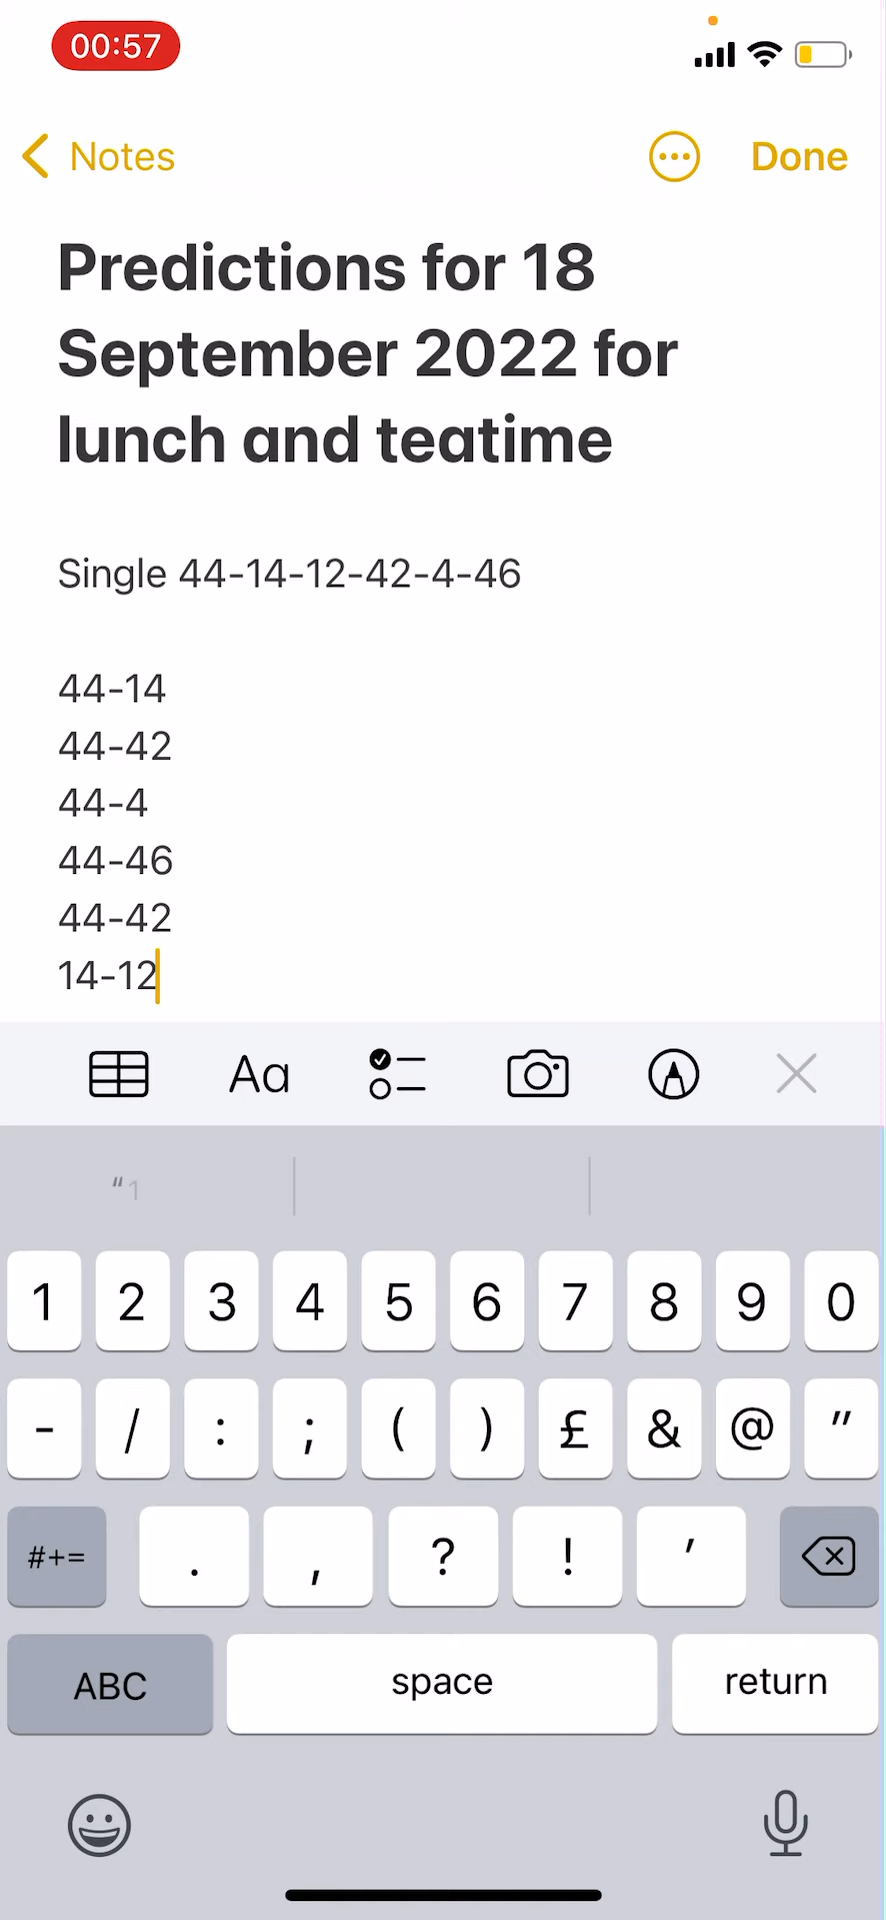 00:57
Notes
Done
Predictions for 18
September 2022 for
lunch and teatime
Single 44-14-12-42-4-46
44-14
44-42
44-4
44-46
44-42
14-12
Aa
“1
1 2 3 4 5 6 7 8 9 0
- / : ; ( ) £ & @ "
#+= . , ? ! '
ABC space return